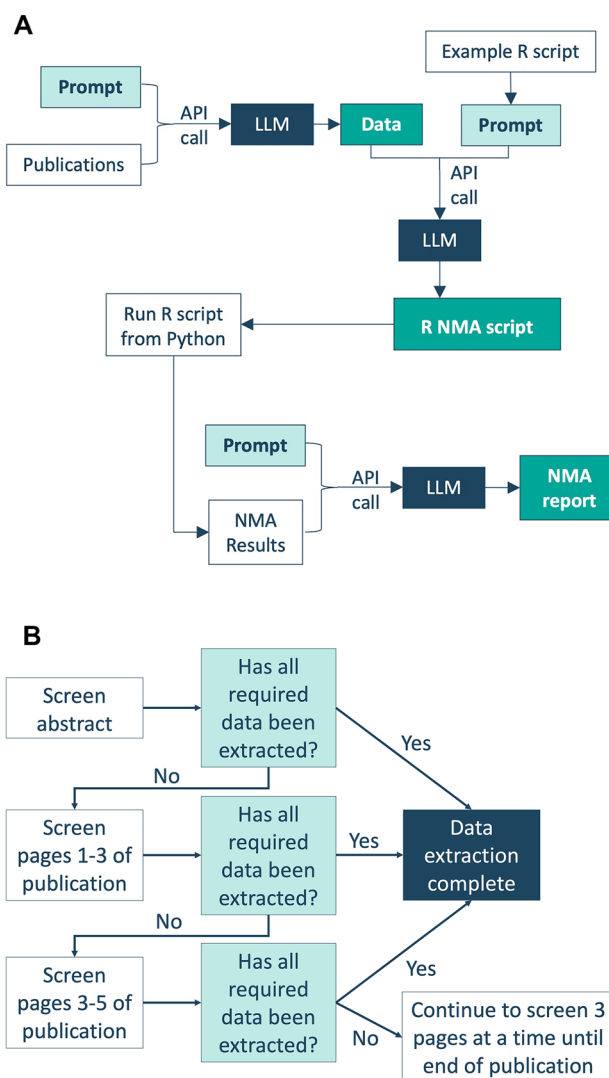 A
Example R script
Prompt
API
call
LLM
Data
Prompt
Publications
API
call
LLM
Run R script
from Python
R NMA script
Prompt
API
call
LLM
NMA
report
NMA
Results
B
Screen
abstract
Has all
required
data been
extracted?
Yes
No
Screen
pages 1-3 of
publication
Has all
required
data been
extracted?
Yes
Data
extraction
complete
No
Screen
pages 3-5 of
publication
Has all
required
data been
extracted?
Yes
No
Continue to screen 3
pages at a time until
end of publication